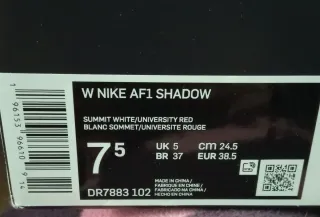 W NIKE AF1 SHADOW
SUMMIT WHITE/UNIVERSITY RED
BLANC SOMMET/UNIVERSITE ROUGE
7.5
UK 5 cm 24.5
BR 37 EUR 38.5
DR7883 102
MADE IN CHINA/
FABRIQUE EN CHINE/
FABRICADO NA CHINA/
HECHO EN CHINA